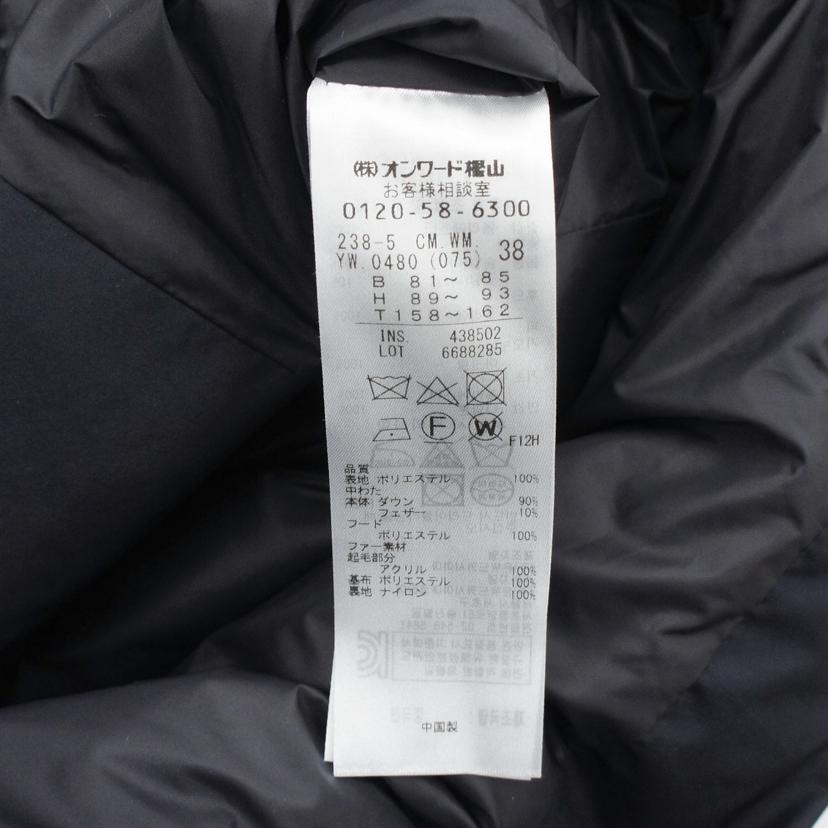 (株)オンワード樫山
お客様相談室
0120-58-6300
238-5 CM.WM. 38
YW.0480(075)
B 81～ 85
H 89～ 93
T158～162
INS. 438502
LOT 6688285
F
W
F12H
品質
表地 ポリエステル 100%
中わた
本体 ダウン 90%
フェザー 10%
フード
ポリエステル 100%
ファー素材
起毛部分
アクリル 100%
基布 ポリエステル 100%
裏地 ナイロン 100%
中国製